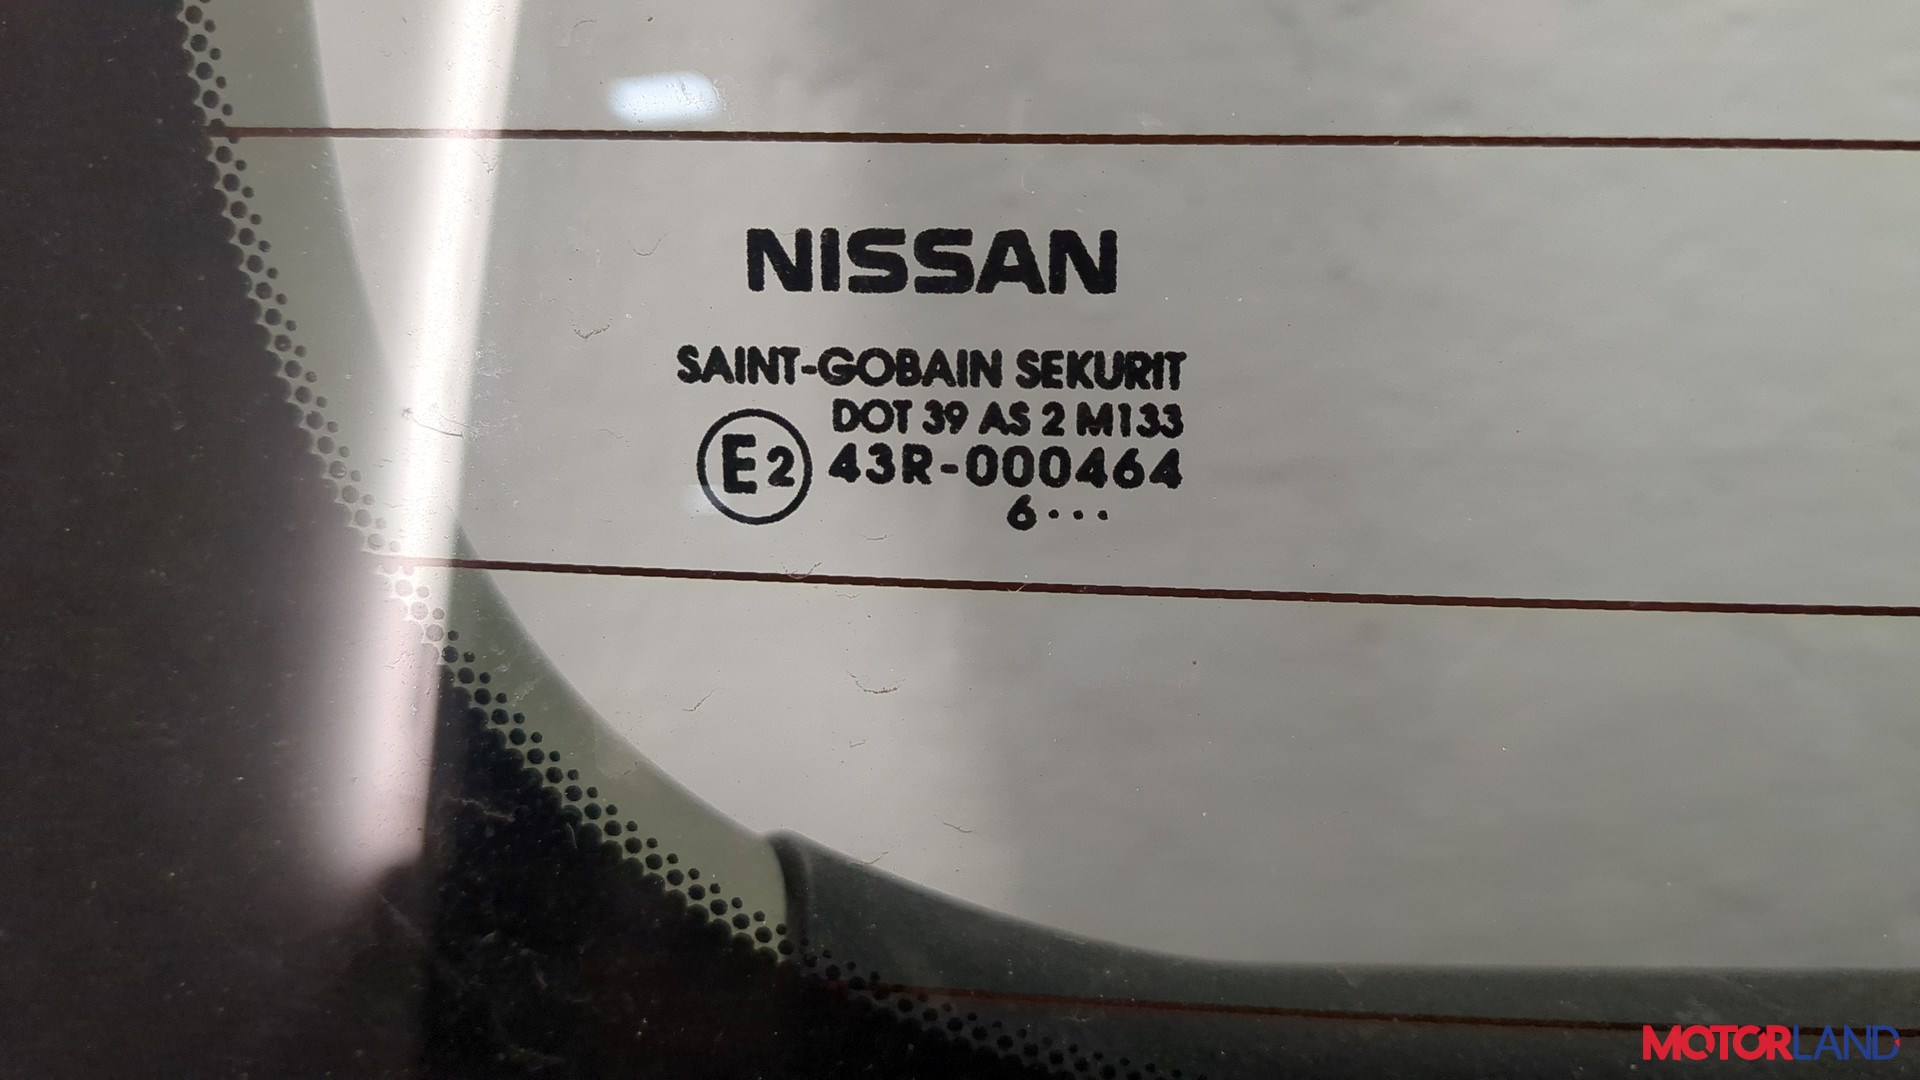 NISSAN
SAINT-GOBAIN SEKURIT
DOT 39 AS 2 M133
E2 43R-000464
6...
MOTORLAND